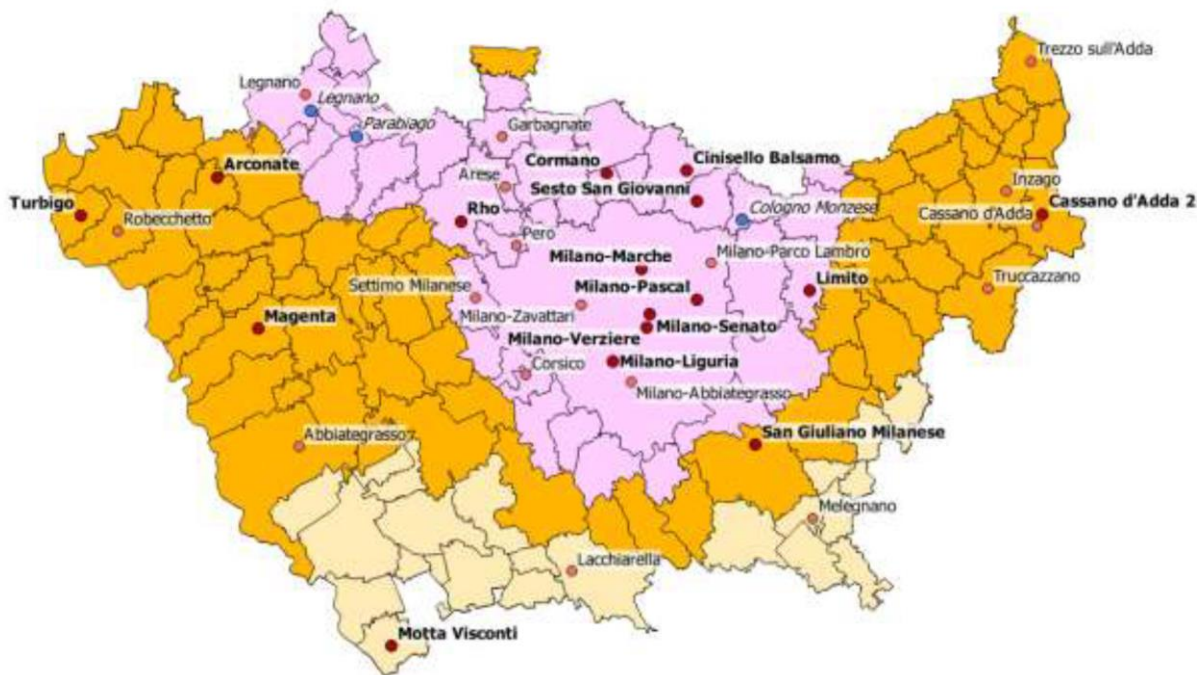 Trezzo sull'Adda
Legnano
Legnano
Parabiago
Garbagnate
Arconate
Cormano
Cinisello Balsamo
Arese
Sesto San Giovanni
Inzago
Turbigo
Robecchetto
Rho
Cologno Monzese
Cassano d'Adda 2
Cassano d'Adda
Pero
Milano-Marche
Milano-Parco Lambro
Settimo Milanese
Milano-Pascal
Limito
Truccazzano
Milano-Zavattari
Magenta
Milano-Senato
Milano-Verziere
Milano-Liguria
Corsico
Milano-Abbiategrasso
Abbiategrasso
San Giuliano Milanese
Melegnano
Lacchiarella
Motta Visconti